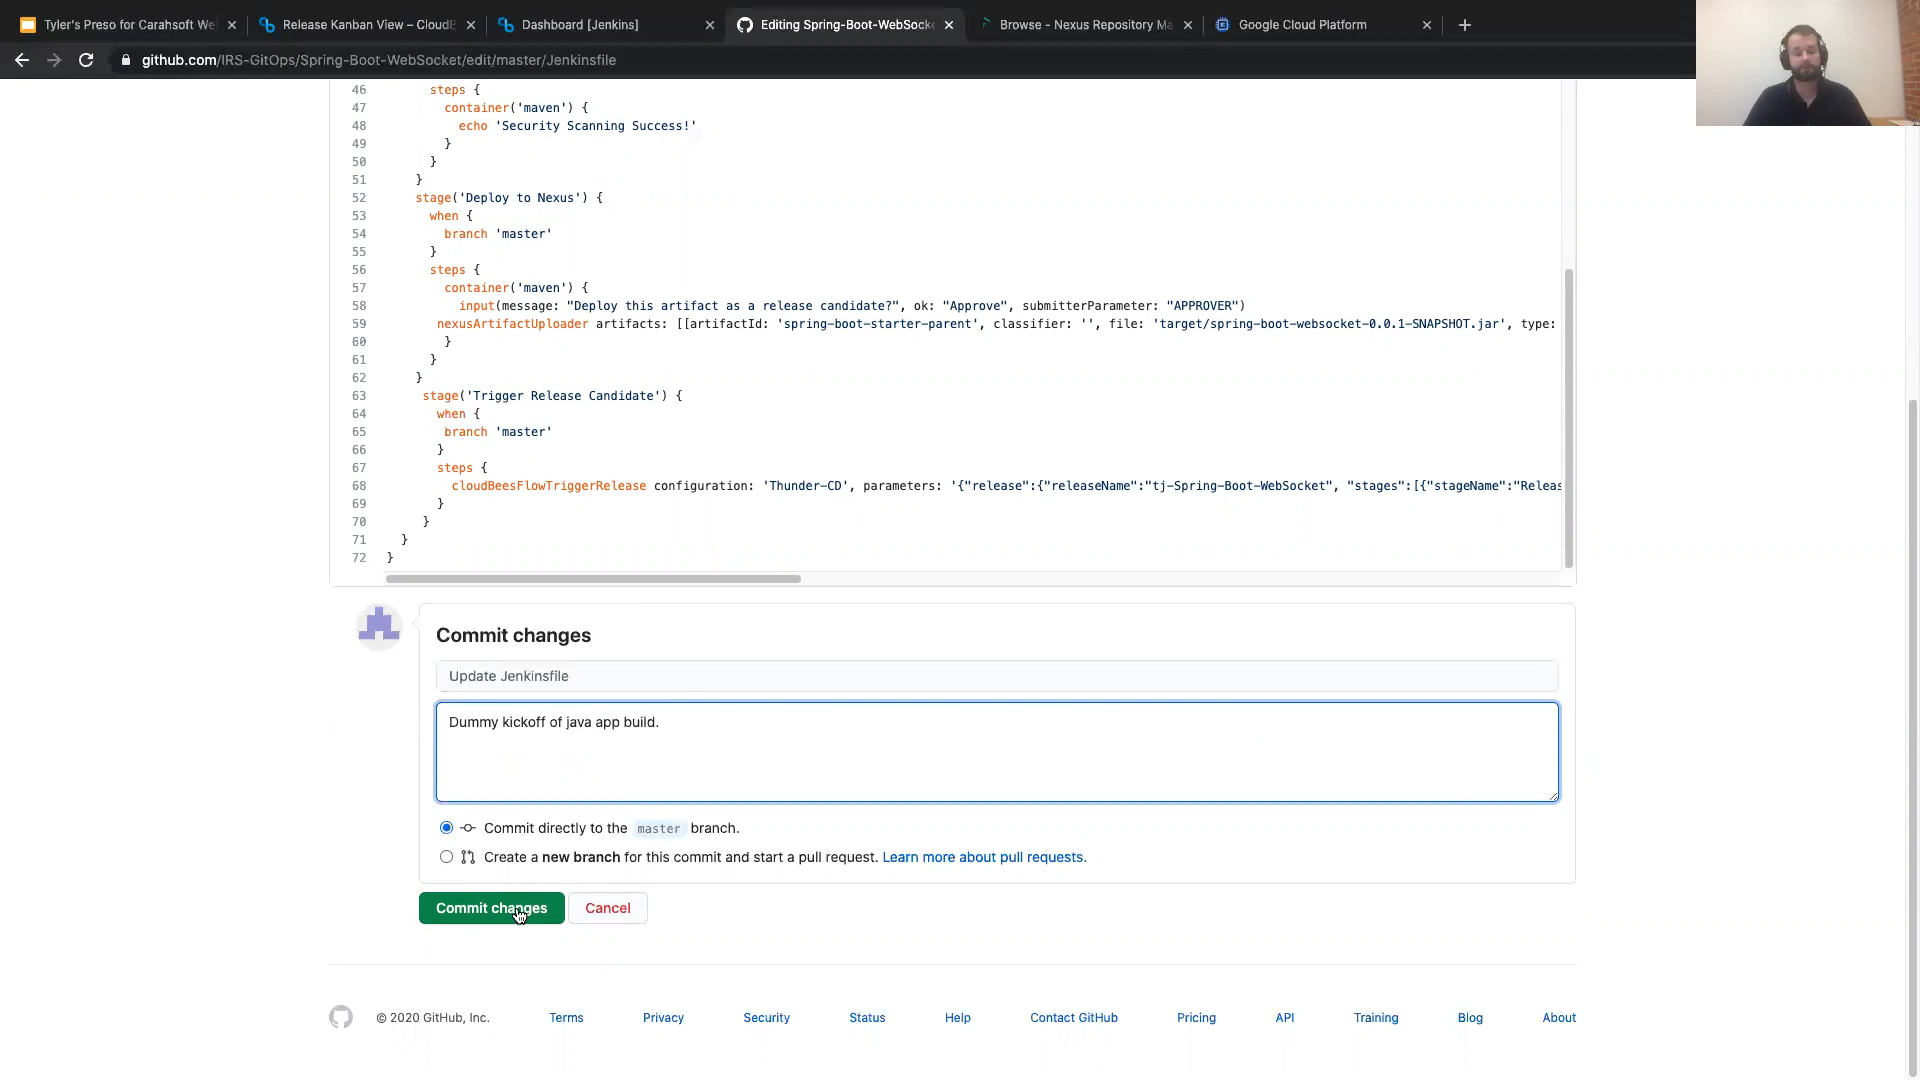 Tyler's Preso for Carahsoft We
Release Kanban View – CloudB
Dashboard [Jenkins]
Editing Spring-Boot-WebSocke
Browse - Nexus Repository Ma
Google Cloud Platform
github.com/IRS-GitOps/Spring-Boot-WebSocket/edit/master/Jenkinsfile
46 steps {
47 container('maven') {
48 echo 'Security Scanning Success!'
49 }
50 }
51 }
52 stage('Deploy to Nexus') {
53 when {
54 branch 'master'
55 }
56 steps {
57 container('maven') {
58 input(message: "Deploy this artifact as a release candidate?", ok: "Approve", submitterParameter: "APPROVER")
59 nexusArtifactUploader artifacts: [[artifactId: 'spring-boot-starter-parent', classifier: '', file: 'target/spring-boot-websocket-0.0.1-SNAPSHOT.jar', type:
60 }
61 }
62 }
63 stage('Trigger Release Candidate') {
64 when {
65 branch 'master'
66 }
67 steps {
68 cloudBeesFlowTriggerRelease configuration: 'Thunder-CD', parameters: '{"release":{"releaseName":"tj-Spring-Boot-WebSocket", "stages":[{"stageName":"Releas
69 }
70 }
71 }
72 }
Commit changes
Update Jenkinsfile
Dummy kickoff of java app build.
Commit directly to the master branch.
Create a new branch for this commit and start a pull request. Learn more about pull requests.
Commit changes Cancel
© 2020 GitHub, Inc. Terms Privacy Security Status Help Contact GitHub Pricing API Training Blog About